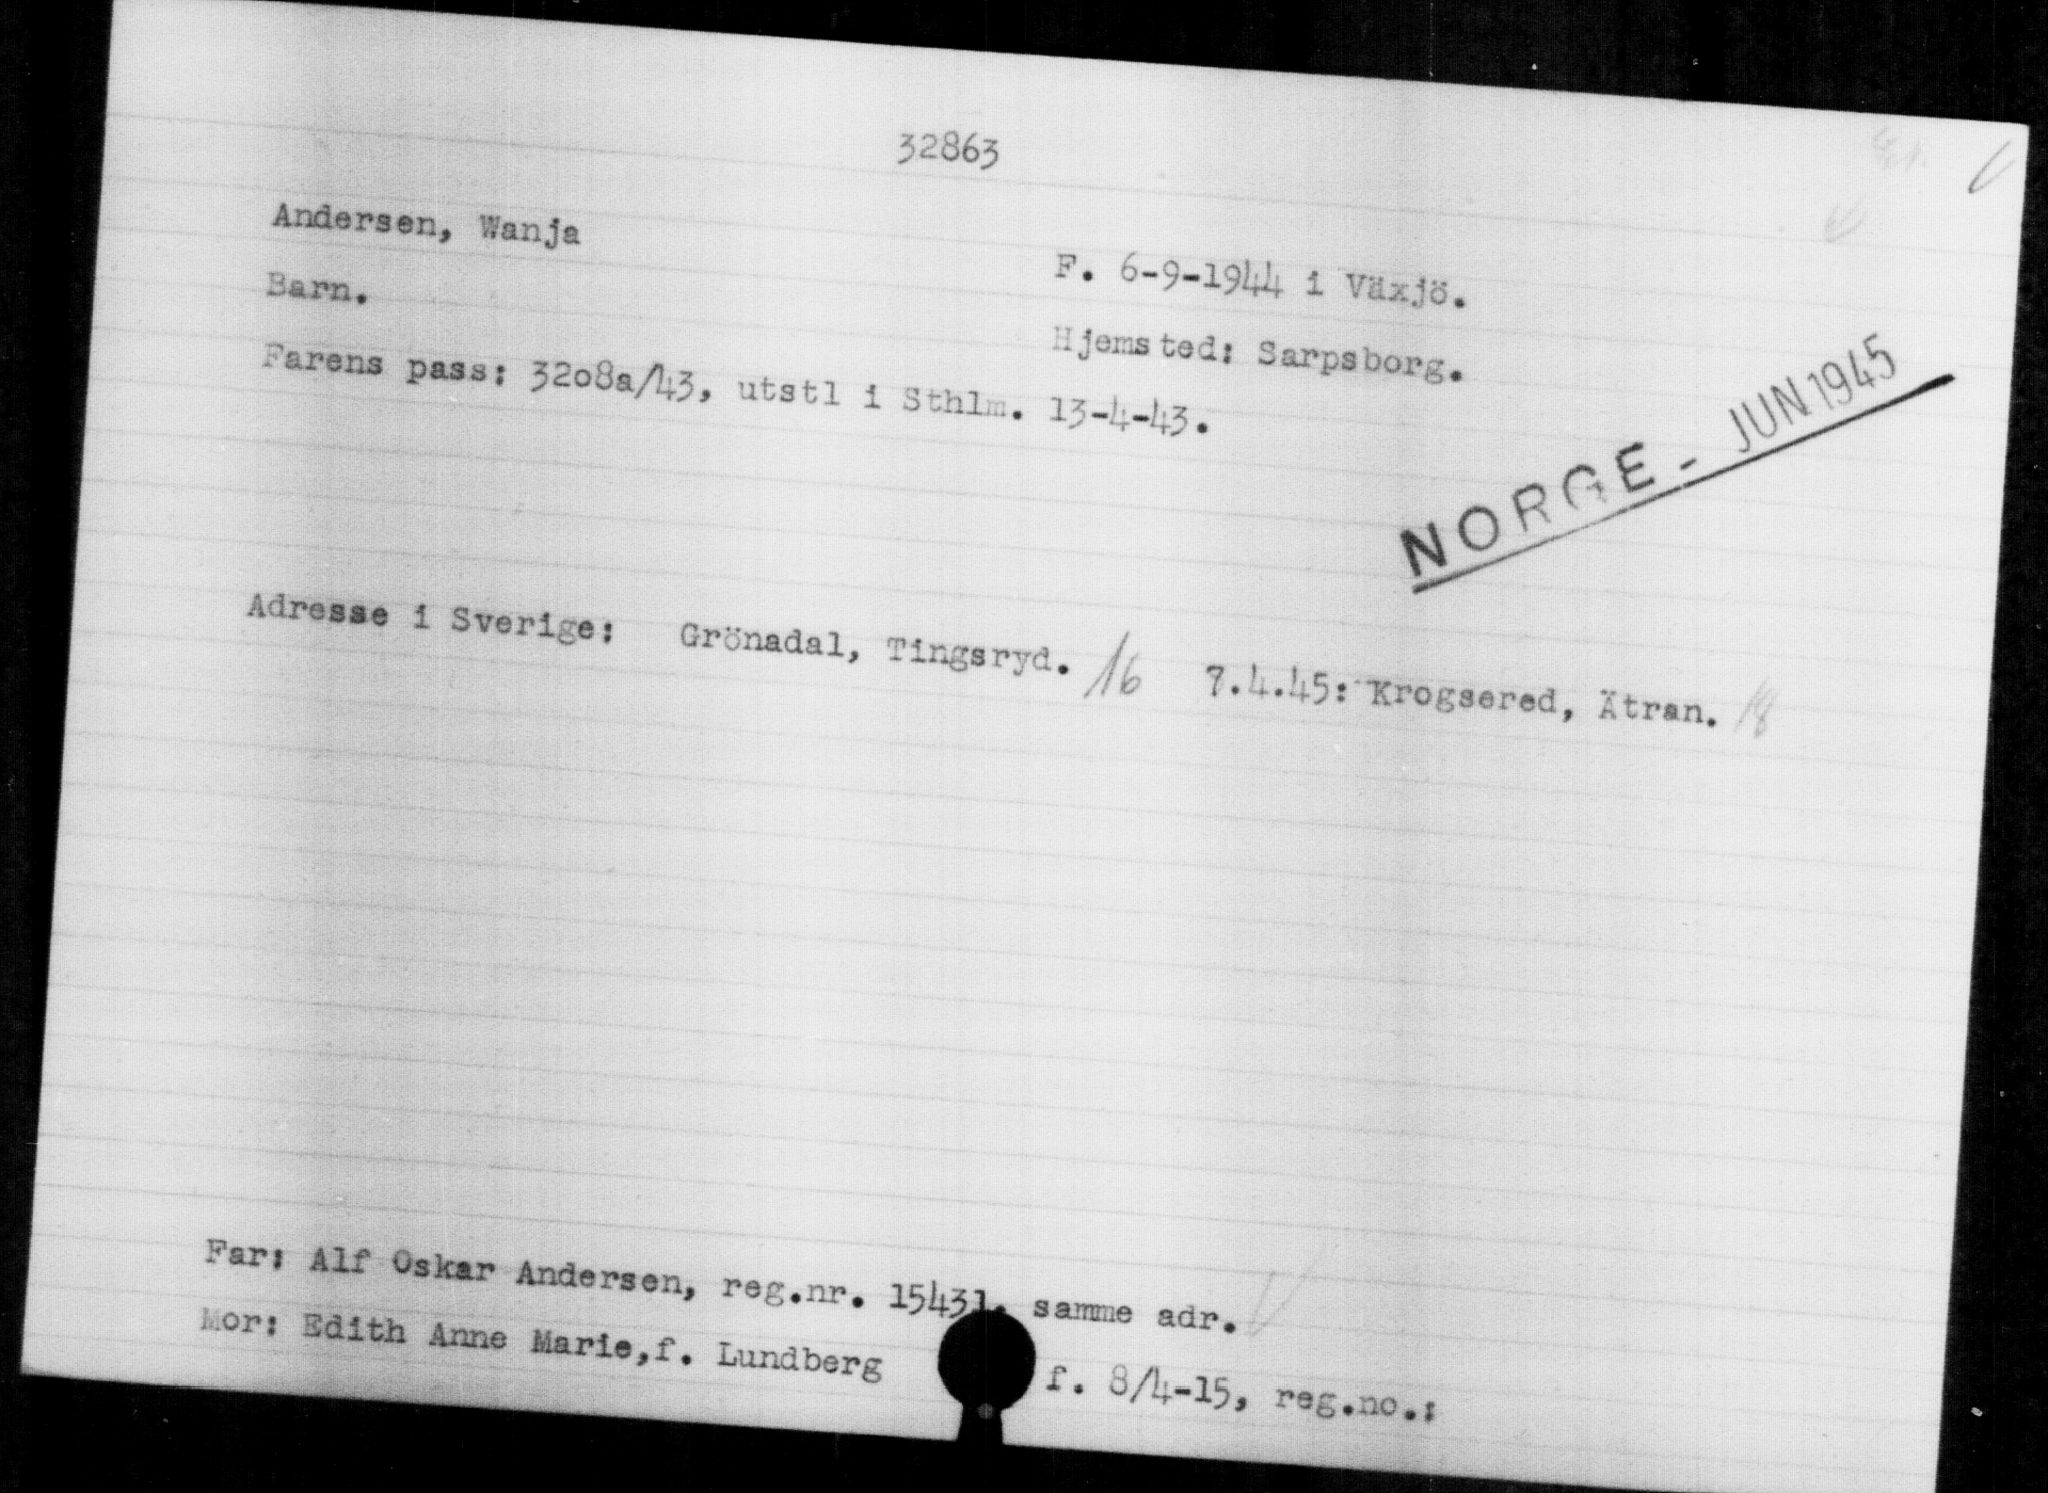 32863
Andersen, Wanja
F. 6-9-1944 i Växjö.
Barn.
Hjemsted: Sarpsborg.
Farens pass: 3208a/43, utstl i Sthlm. 13-4-43.
NORGE - JUN 1945
Adresse i Sverige: Grönadal, Tingsryd. /16 7.4.45: Krogsered, Ätran. /18
Far: Alf Oskar Andersen, reg.nr. 15431. samme adr.
Mor: Edith Anne Marie,f. Lundberg f. 8/4-15, reg.no.: